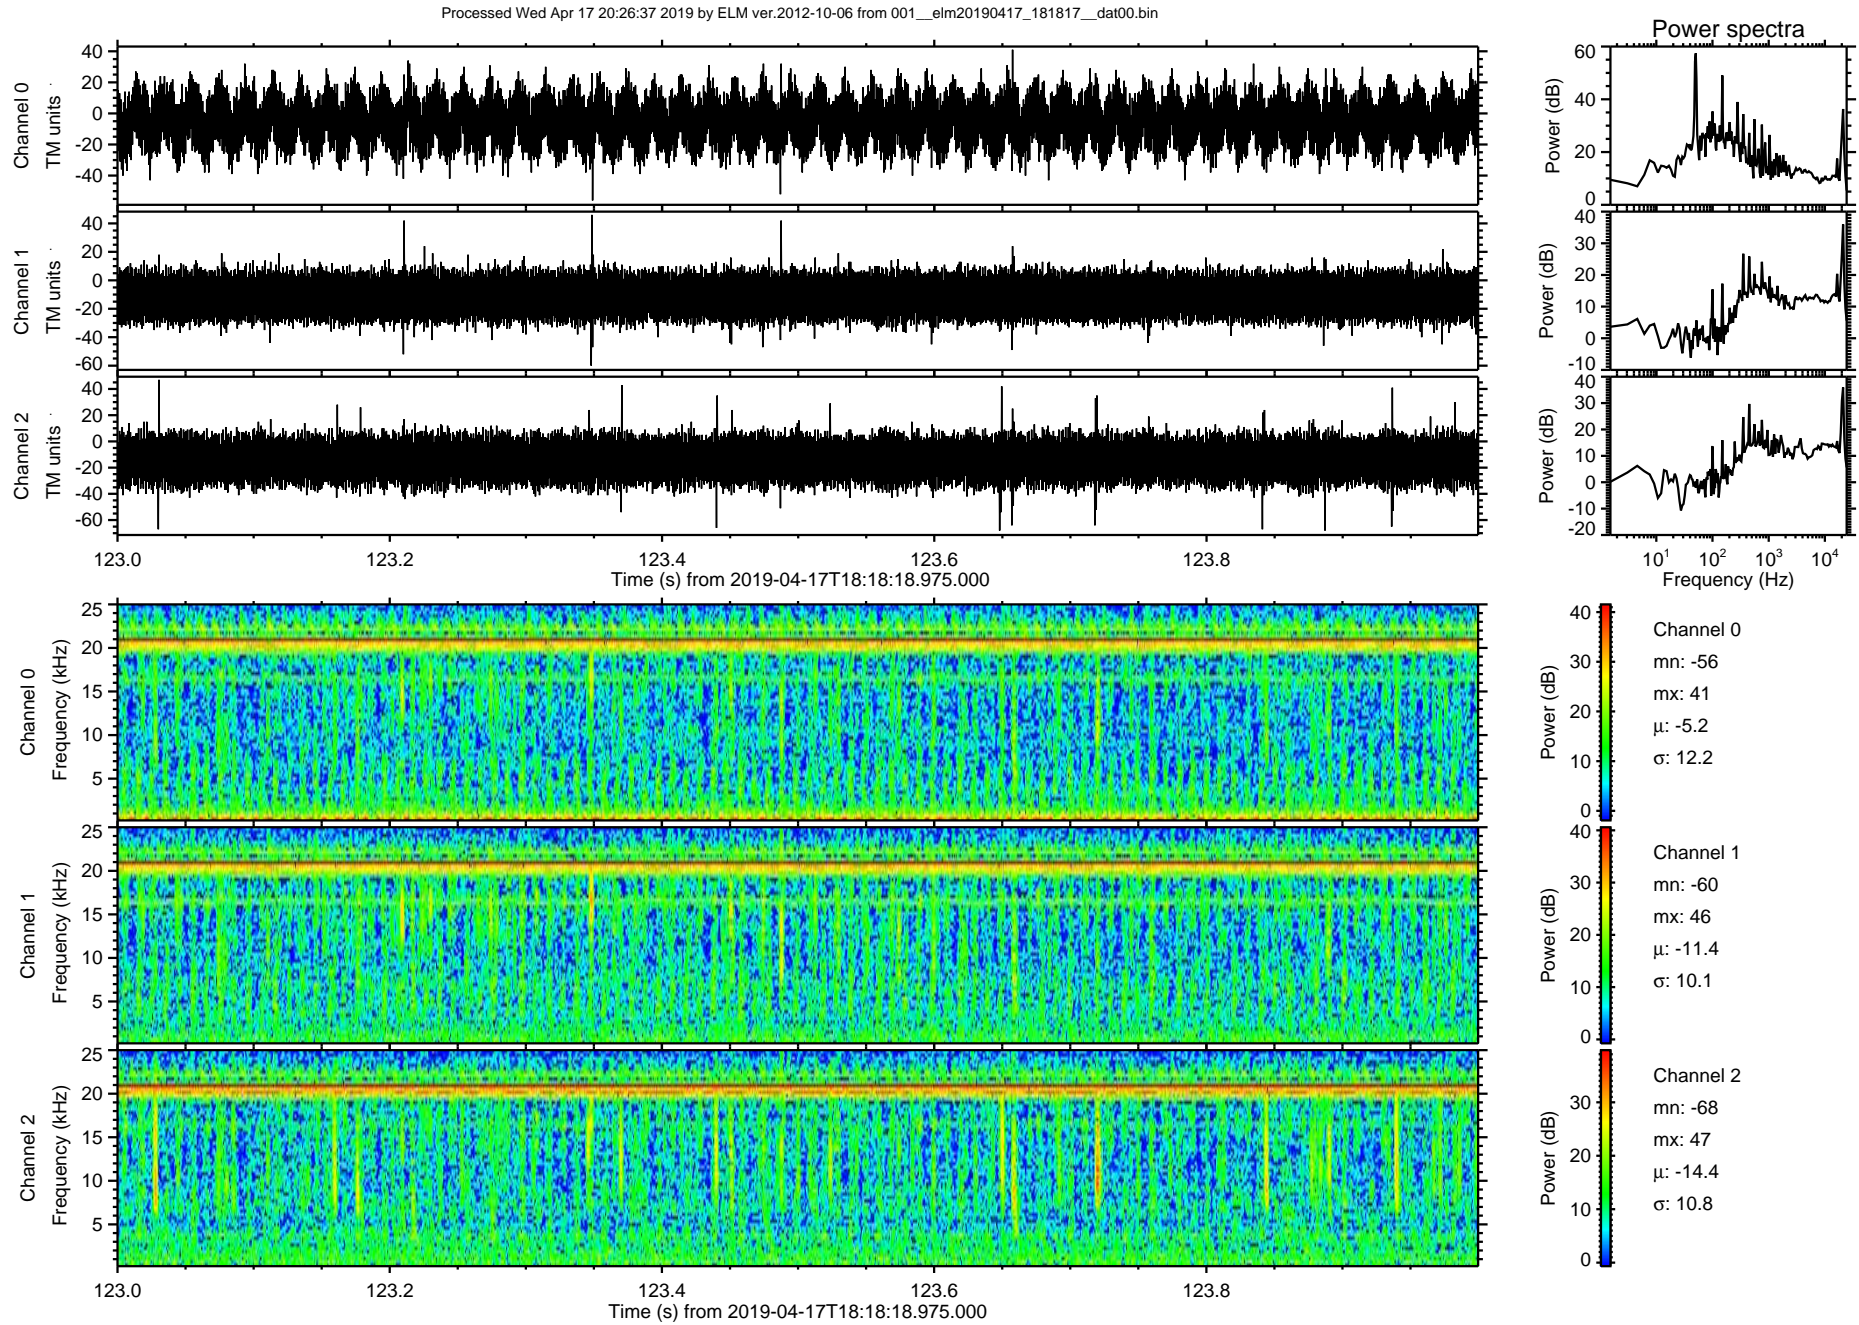 Processed Wed Apr 17 20:26:37 2019 by ELM ver.2012-10-06 from 001__elm20190417_181817__dat00.bin
Power spectra
Channel 0
TM units
40
20
0
-20
-40
Power (dB)
60
40
20
0
Channel 1
TM units
40
20
0
-20
-40
-60
Power (dB)
40
30
20
10
0
-10
Channel 2
TM units
40
20
0
-20
-40
-60
Power (dB)
40
30
20
10
0
-10
-20
123.0 123.2 123.4 123.6 123.8
Time (s) from 2019-04-17T18:18:18.975.000
10¹ 10² 10³ 10⁴
Frequency (Hz)
Channel 0
Frequency (kHz)
25
20
15
10
5
Power (dB)
40
30
20
10
0
Channel 0
mn: -56
mx: 41
μ: -5.2
σ: 12.2
Channel 1
Frequency (kHz)
25
20
15
10
5
Power (dB)
40
30
20
10
0
Channel 1
mn: -60
mx: 46
μ: -11.4
σ: 10.1
Channel 2
Frequency (kHz)
25
20
15
10
5
Power (dB)
30
20
10
0
Channel 2
mn: -68
mx: 47
μ: -14.4
σ: 10.8
123.0 123.2 123.4 123.6 123.8
Time (s) from 2019-04-17T18:18:18.975.000